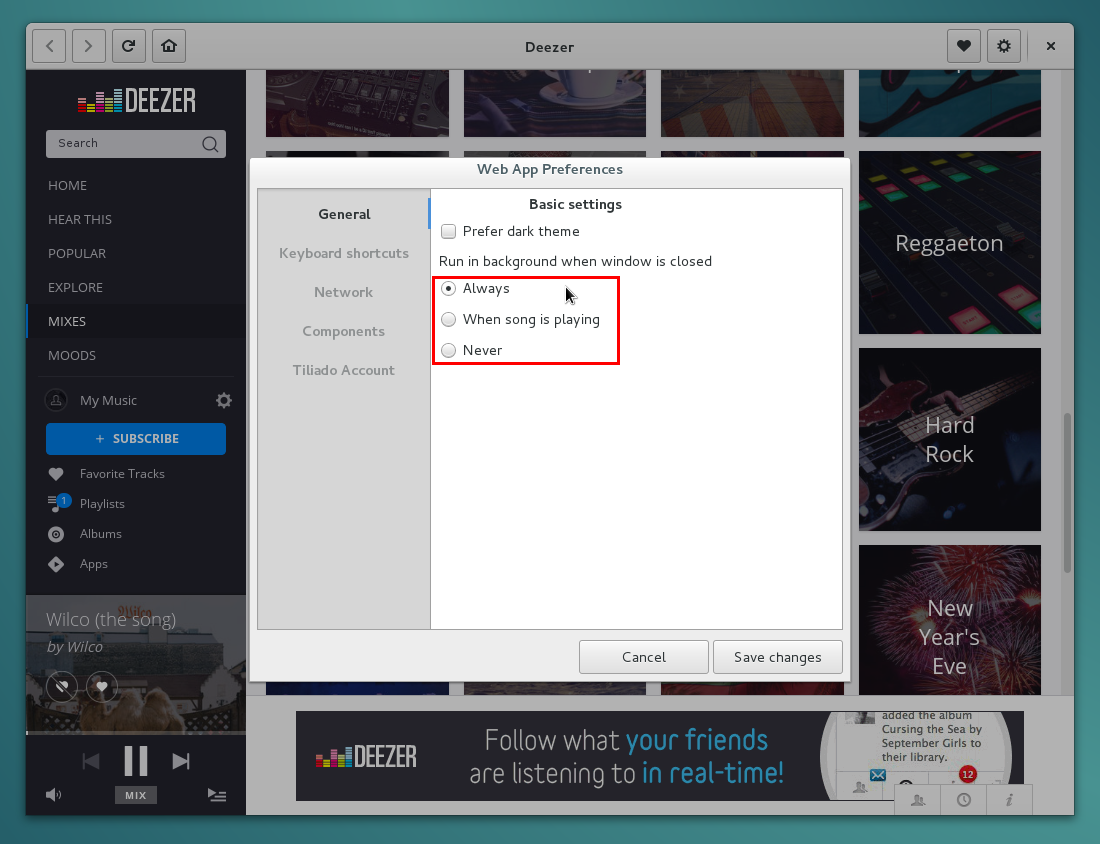 Deezer
DEEZER
Search
HOME
HEAR THIS
POPULAR
EXPLORE
MIXES
MOODS
My Music
+ SUBSCRIBE
Favorite Tracks
1
Playlists
Albums
Apps
Wilco (the song)
by Wilco
MIX
Web App Preferences
General
Keyboard shortcuts
Network
Components
Tiliado Account
Basic settings
Prefer dark theme
Run in background when window is closed
Always
When song is playing
Never
Cancel
Save changes
Reggaeton
Hard
Rock
New
Year's
Eve
DEEZER
Follow what your friends
are listening to in real-time!
added the album
Cursing the Sea by
September Girls to
their library.
12